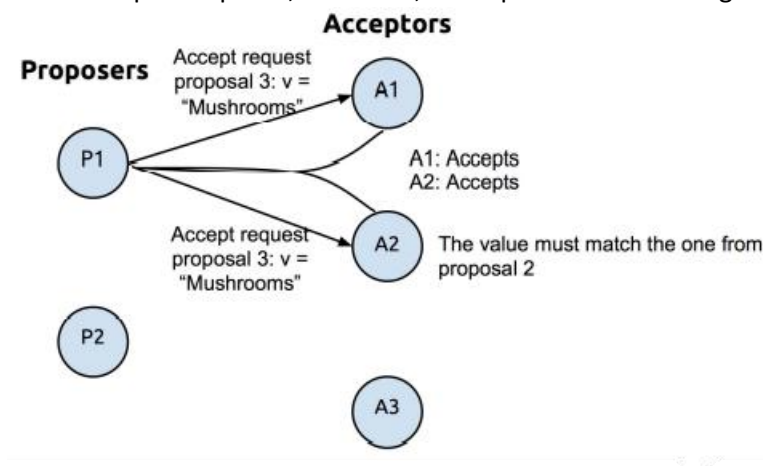 Acceptors
Proposers
Accept request
proposal 3: v =
“Mushrooms”
A1
P1
A1: Accepts
A2: Accepts
Accept request
proposal 3: v =
“Mushrooms”
A2
The value must match the one from
proposal 2
P2
A3